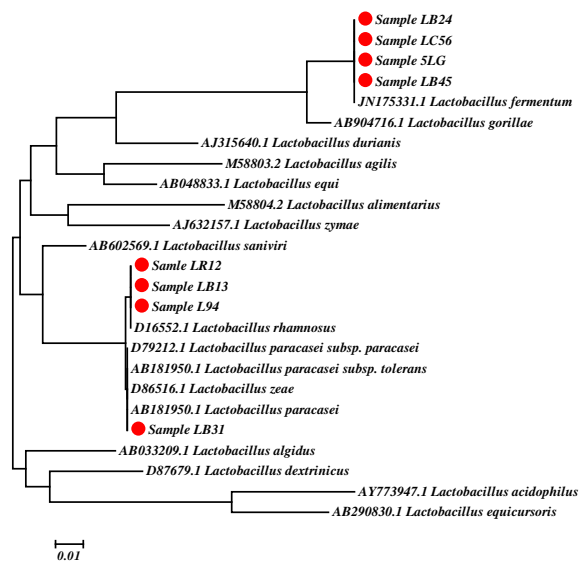 Sample LB24
Sample LC56
Sample 5LG
Sample LB45
JN175331.1 Lactobacillus fermentum
AB904716.1 Lactobacillus gorillae
AJ315640.1 Lactobacillus durianis
M58803.2 Lactobacillus agilis
AB048833.1 Lactobacillus equi
M58804.2 Lactobacillus alimentarius
AJ632157.1 Lactobacillus zymae
AB602569.1 Lactobacillus saniviri
Samle LR12
Sample LB13
Sample L94
D16552.1 Lactobacillus rhamnosus
D79212.1 Lactobacillus paracasei subsp. paracasei
AB181950.1 Lactobacillus paracasei subsp. tolerans
D86516.1 Lactobacillus zeae
AB181950.1 Lactobacillus paracasei
Sample LB31
AB033209.1 Lactobacillus algidus
D87679.1 Lactobacillus dextrinicus
AY773947.1 Lactobacillus acidophilus
AB290830.1 Lactobacillus equicursoris
0.01